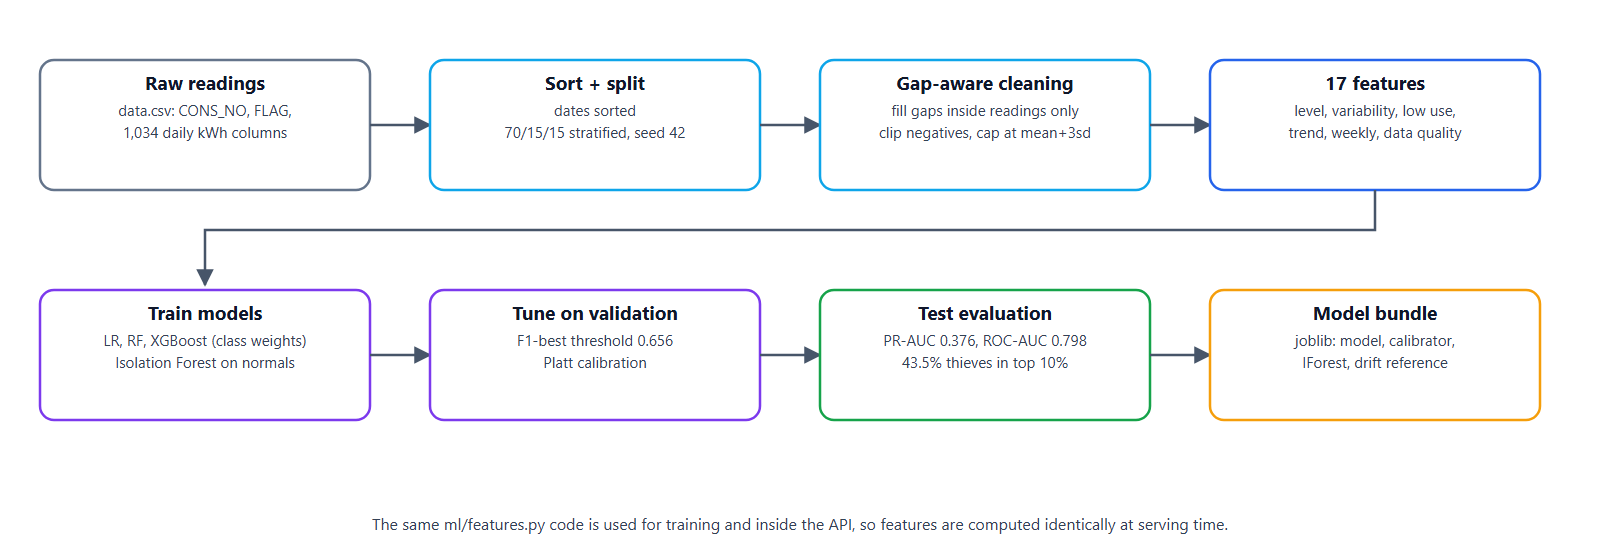 Raw readings
data.csv: CONS_NO, FLAG,
1,034 daily kWh columns
Sort + split
dates sorted
70/15/15 stratified, seed 42
Gap-aware cleaning
fill gaps inside readings only
clip negatives, cap at mean+3sd
17 features
level, variability, low use,
trend, weekly, data quality
Train models
LR, RF, XGBoost (class weights)
Isolation Forest on normals
Tune on validation
F1-best threshold 0.656
Platt calibration
Test evaluation
PR-AUC 0.376, ROC-AUC 0.798
43.5% thieves in top 10%
Model bundle
joblib: model, calibrator,
IForest, drift reference
The same ml/features.py code is used for training and inside the API, so features are computed identically at serving time.